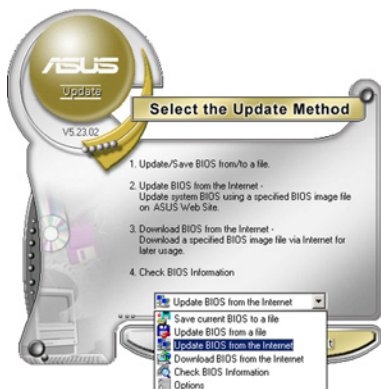 ASUS
Update
Select the Update Method
V5.23.02
1. Update/Save BIOS from/to a file.
2. Update BIOS from the Internet -
Update system BIOS using a specified BIOS image file
on ASUS Web Site.
3. Download BIOS from the Internet -
Download a specified BIOS image file via Internet for
later usage.
4. Check BIOS Information
Update BIOS from the Internet
Save current BIOS to a file
Update BIOS from a file
Update BIOS from the Internet
Download BIOS from the Internet
Check BIOS Information
Options